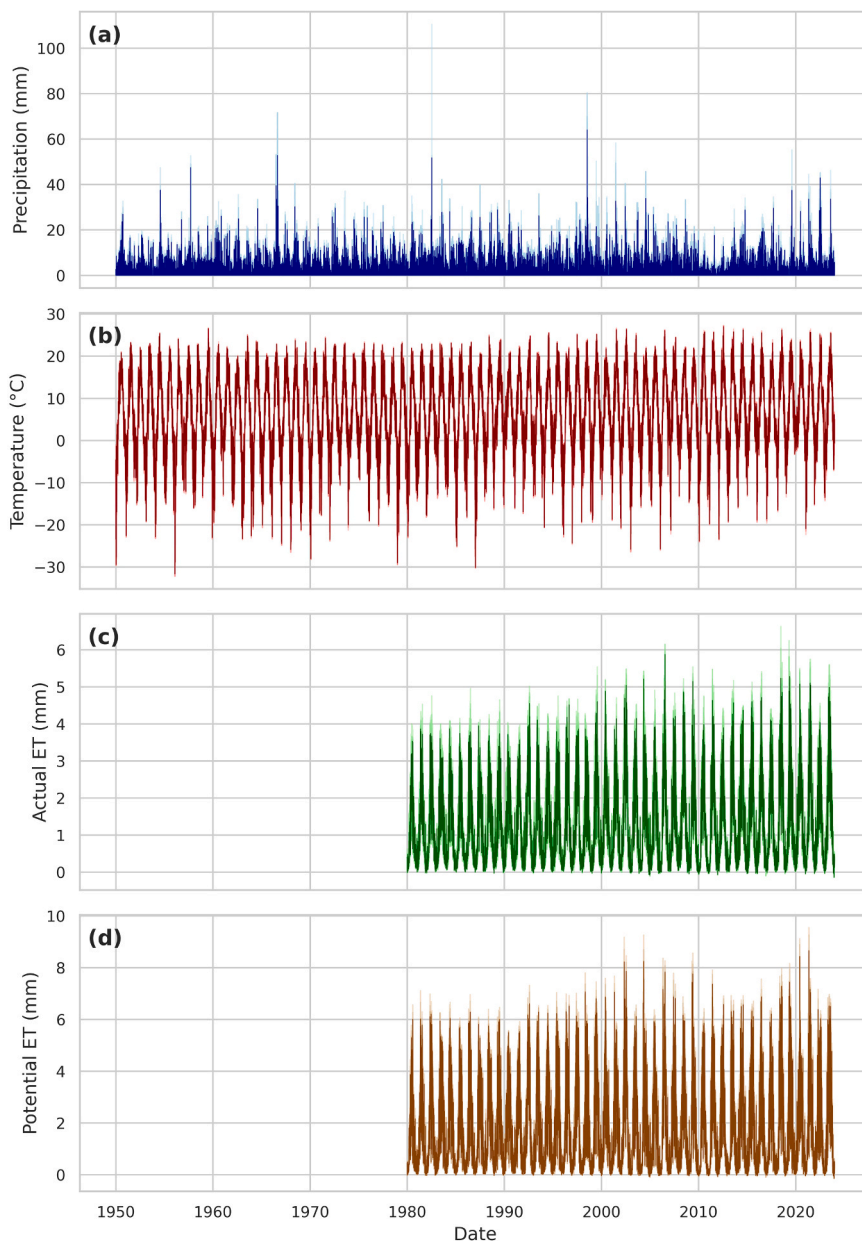 (a)
Precipitation (mm)
100
80
60
40
20
0
(b)
Temperature (°C)
30
20
10
0
−10
−20
−30
(c)
Actual ET (mm)
6
5
4
3
2
1
0
(d)
Potential ET (mm)
10
8
6
4
2
0
1950 1960 1970 1980 1990 2000 2010 2020
Date